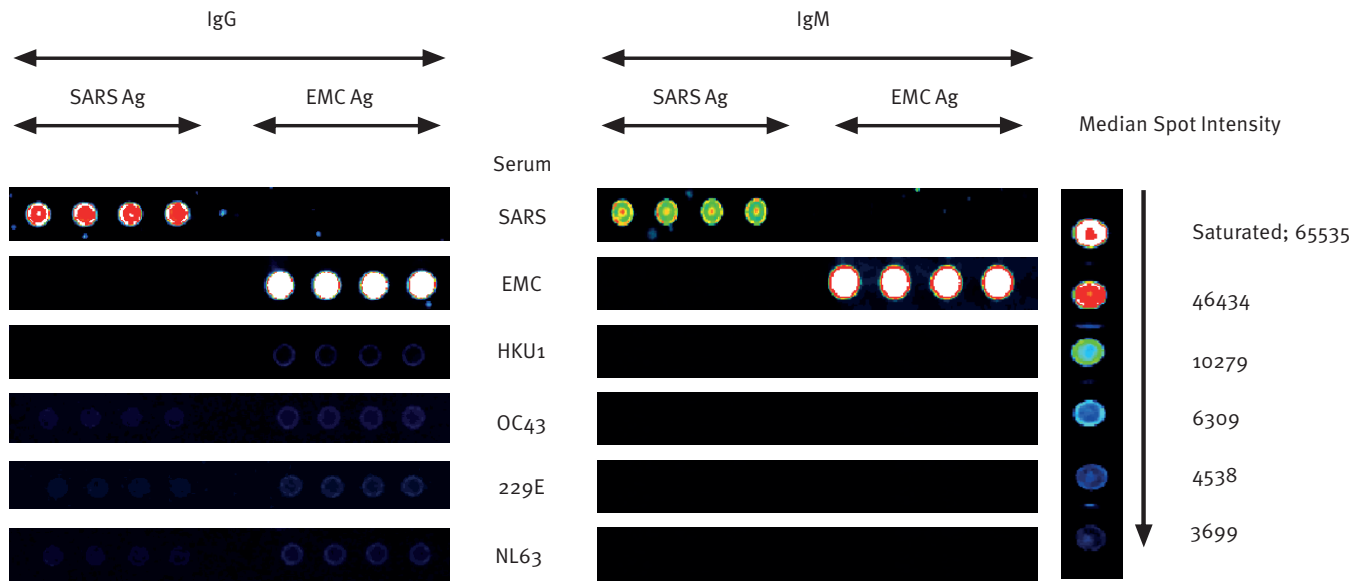 IgG
IgM
SARS Ag
EMC Ag
SARS Ag
EMC Ag
Median Spot Intensity
Serum
SARS
Saturated; 65535
EMC
46434
HKU1
10279
OC43
6309
229E
4538
NL63
3699